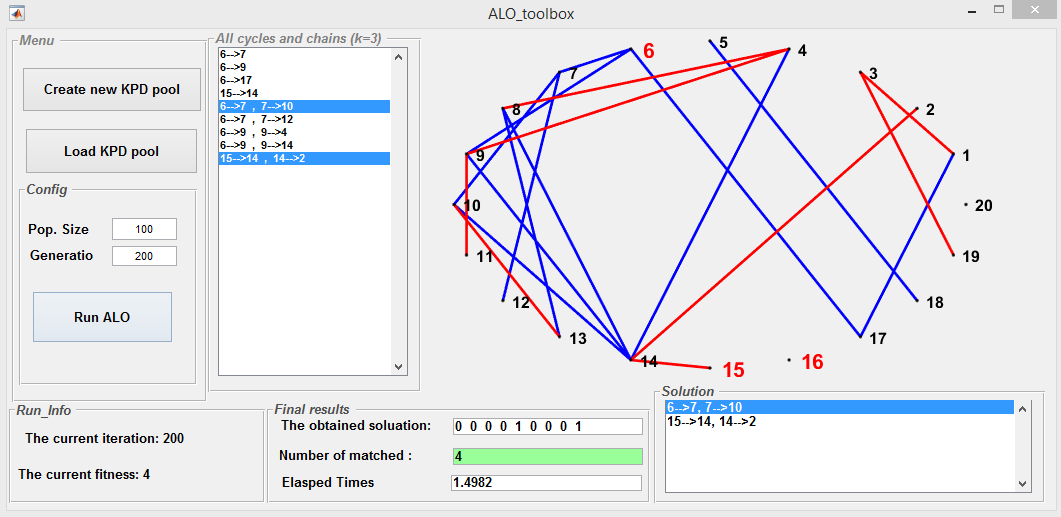 ALO_toolbox
Menu
Create new KPD pool
Load KPD pool
Config
Pop. Size 100
Generatio 200
Run ALO
All cycles and chains (k=3)
6-->7
6-->9
6-->17
15-->14
6-->7 , 7-->10
6-->7 , 7-->12
6-->9 , 9-->4
6-->9 , 9-->14
15-->14 , 14-->2
6
5
4
7
3
8
2
9
1
10
20
11
19
12
18
13
17
14
15
16
Run_Info
The current iteration: 200
The current fitness: 4
Final results
The obtained soluation: 0 0 0 0 1 0 0 0 1
Number of matched : 4
Elasped Times 1.4982
Solution
6-->7, 7-->10
15-->14, 14-->2